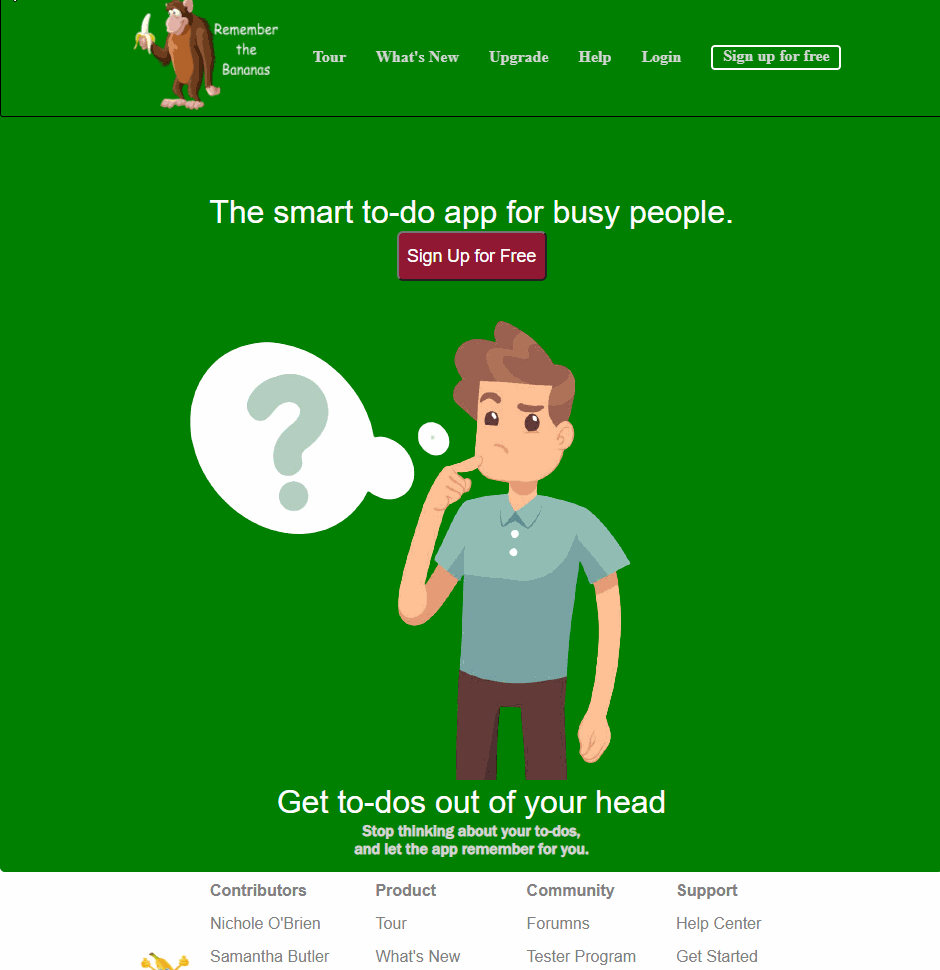 Remember
the
Bananas
Tour What's New Upgrade Help Login Sign up for free
The smart to-do app for busy people.
Sign Up for Free
?
Get to-dos out of your head
Stop thinking about your to-dos,
and let the app remember for you.
Contributors Product Community Support
Nichole O'Brien Tour Forumns Help Center
Samantha Butler What's New Tester Program Get Started